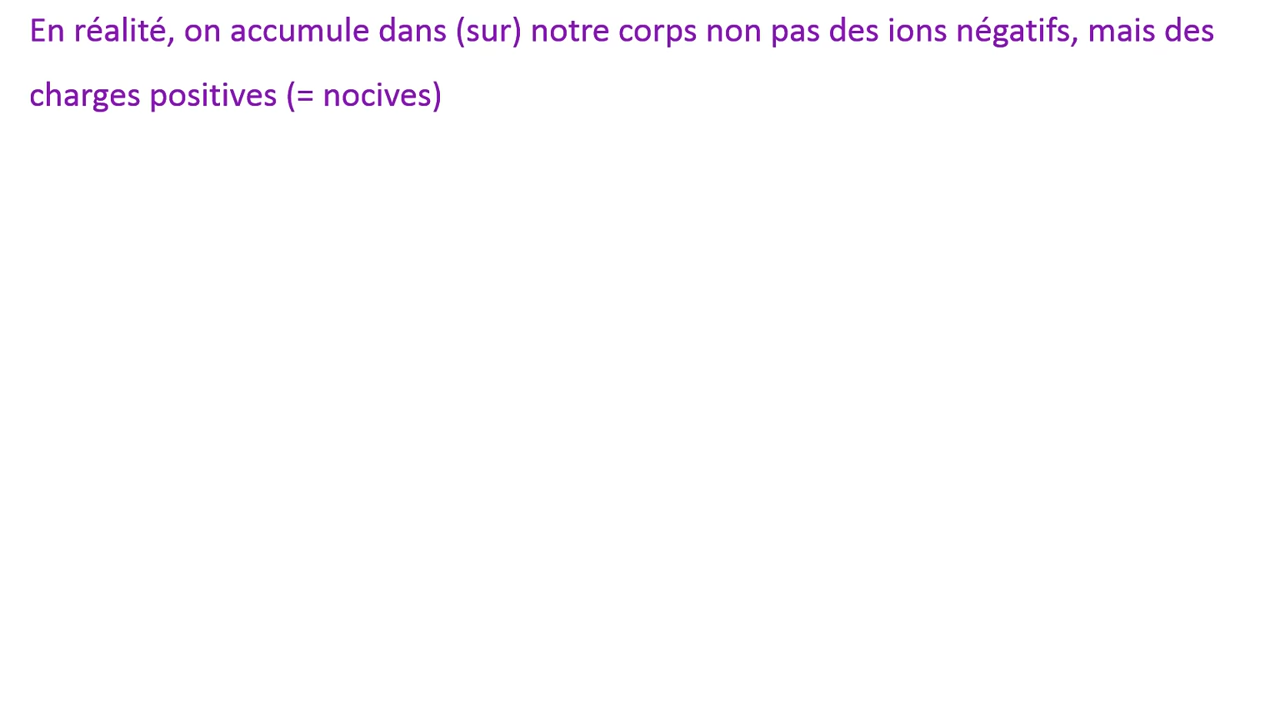 En réalité, on accumule dans (sur) notre corps non pas des ions négatifs, mais des
charges positives (= nocives)